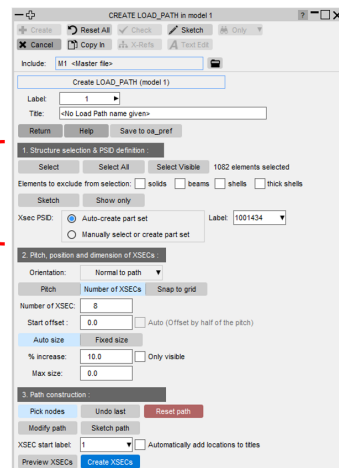 CREATE LOAD_PATH in model 1 ?
Create Reset All Check Sketch Only
Cancel Copy In X-Refs Text Edit
Include: M1 <Master file>
Create LOAD_PATH (model 1)
Label: 1
Title: <No Load Path name given>
Return Help Save to oa_pref
1. Structure selection & PSID definition :
Select Select All Select Visible 1082 elements selected
Elements to exclude from selection: solids beams shells thick shells
Sketch Show only
Xsec PSID: Auto-create part set Label: 1001434
Manually select or create part set
2. Pitch, position and dimension of XSECs :
Orientation: Normal to path
Pitch Number of XSECs Snap to grid
Number of XSEC: 8
Start offset : 0.0 Auto (Offset by half of the pitch)
Auto size Fixed size
% increase: 10.0 Only visible
Max size: 0.0
3. Path construction :
Pick nodes Undo last Reset path
Modify path Sketch path
XSEC start label: 1 Automatically add locations to titles
Preview XSECs Create XSECs